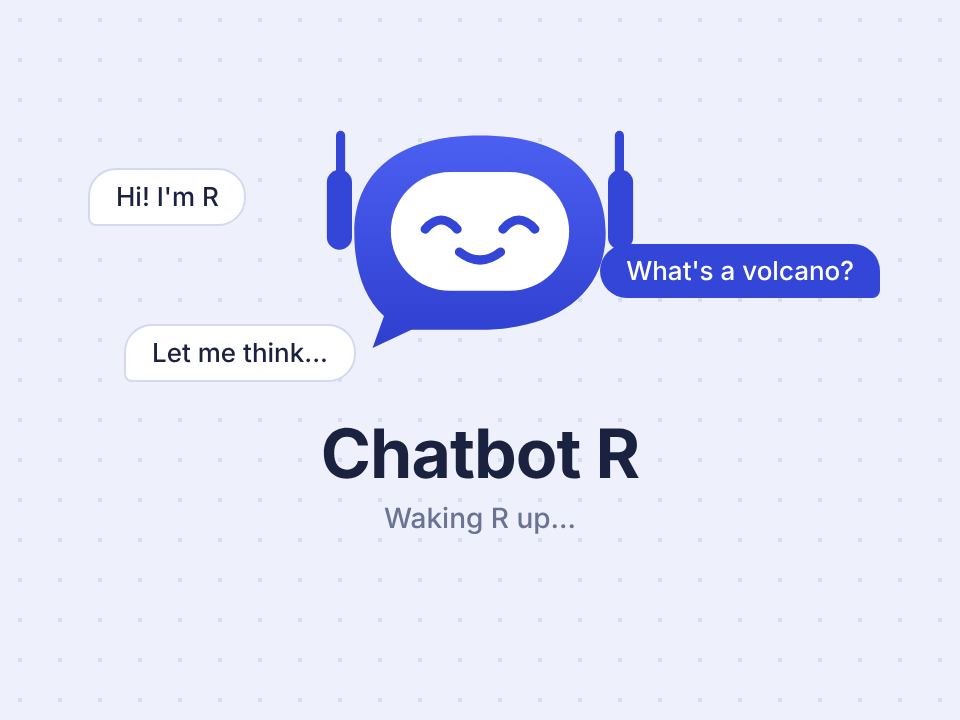 Hi! I'm R
What's a volcano?
Let me think...
Chatbot R
Waking R up...